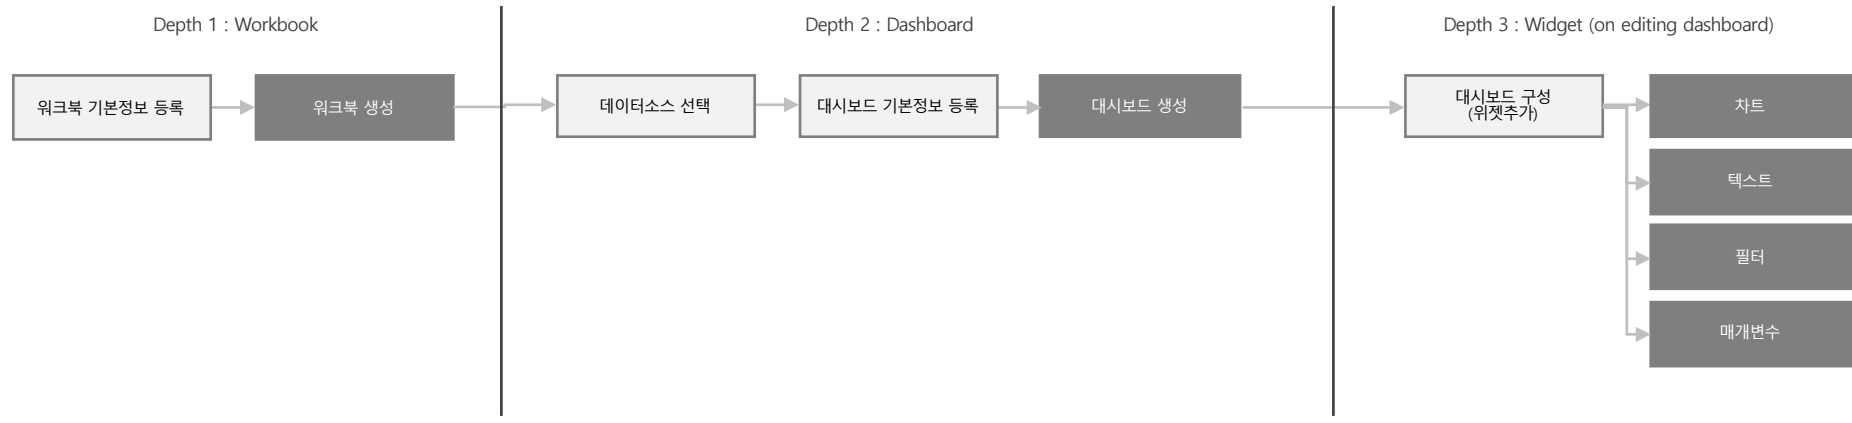 Depth 1 : Workbook
Depth 2 : Dashboard
Depth 3 : Widget (on editing dashboard)
워크북 기본정보 등록
워크북 생성
데이터소스 선택
대시보드 기본정보 등록
대시보드 생성
대시보드 구성
(위젯추가)
차트
텍스트
필터
매개변수